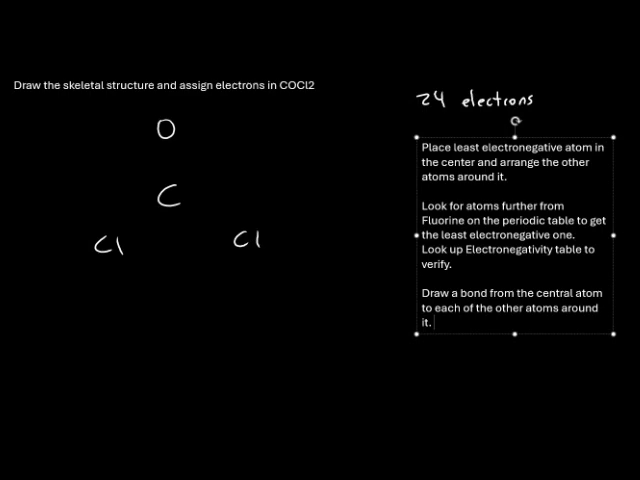 Draw the skeletal structure and assign electrons in COCl2
24 electrons
O
C
Cl Cl
Place least electronegative atom in
the center and arrange the other
atoms around it.
Look for atoms further from
Fluorine on the periodic table to get
the least electronegative one.
Look up Electronegativity table to
verify.
Draw a bond from the central atom
to each of the other atoms around
it.